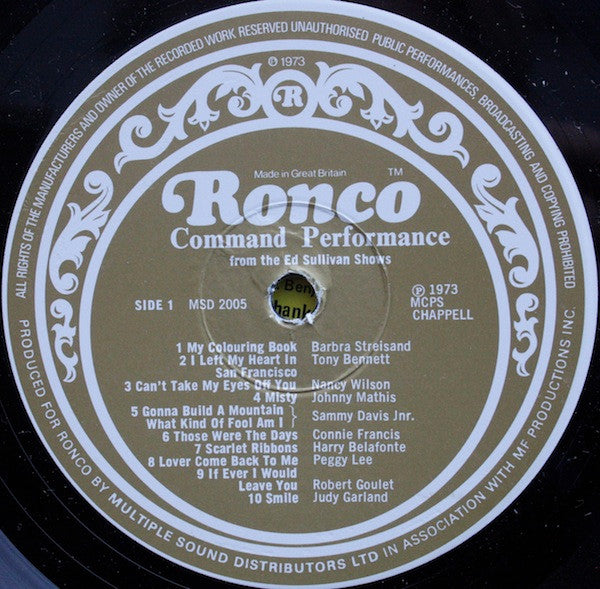 ALL RIGHTS OF THE MANUFACTURERS AND OWNER OF THE RECORDED WORK RESERVED UNAUTHORISED PUBLIC PERFORMANCES, BROADCASTING AND COPYING PROHIBITED
℗ 1973
R
Made in Great Britain
Ronco™
Command Performance
from the Ed Sullivan Shows
SIDE 1 MSD 2005
℗ 1973
MCPS
CHAPPELL
1 My Colouring Book Barbra Streisand
2 I Left My Heart In Tony Bennett
San Francisco
3 Can't Take My Eyes Off You Nancy Wilson
4 Misty Johnny Mathis
5 Gonna Build A Mountain } Sammy Davis Jnr.
What Kind Of Fool Am I
6 Those Were The Days Connie Francis
7 Scarlet Ribbons Harry Belafonte
8 Lover Come Back To Me Peggy Lee
9 If Ever I Would
Leave You Robert Goulet
10 Smile Judy Garland
PRODUCED FOR RONCO BY MULTIPLE SOUND DISTRIBUTORS LTD IN ASSOCIATION WITH MF PRODUCTIONS INC.